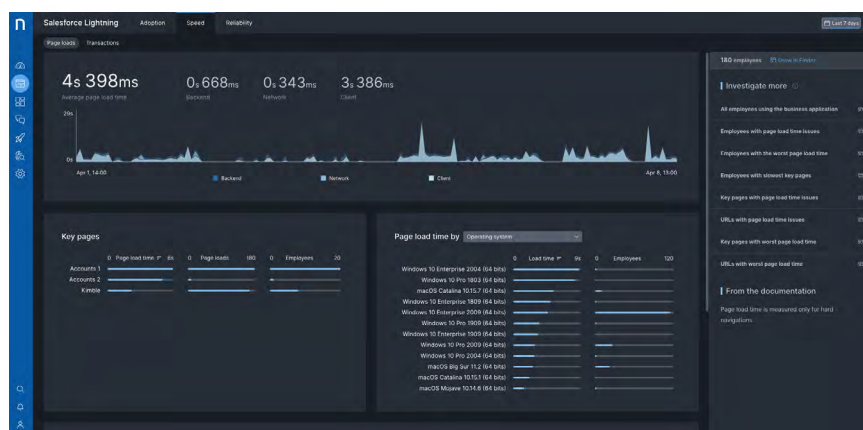 n Salesforce Lightning Adoption Speed Reliability Last 7 days
Page loads Transactions
4s 398ms 0s 668ms 0s 343ms 3s 386ms
Average page load time Backend Network Client
20s
0s
Apr 1, 14:00 Apr 8, 13:00
Backend Network Client
Key pages
0 Page load time 8s 0 Page loads 180 0 Employees 20
Accounts 1
Accounts 2
Kimble
Page load time by Operating system
0 Load time 9s 0 Employees 120
Windows 10 Enterprise 2004 (64 bits)
Windows 10 Pro 1803 (64 bits)
macOS Catalina 10.15.7 (64 bits)
Windows 10 Enterprise 1809 (64 bits)
Windows 10 Enterprise 2009 (64 bits)
Windows 10 Pro 1909 (64 bits)
Windows 10 Enterprise 1909 (64 bits)
Windows 10 Pro 2009 (64 bits)
Windows 10 Pro 2004 (64 bits)
macOS Big Sur 11.2 (64 bits)
macOS Catalina 10.15.1 (64 bits)
macOS Mojave 10.14.6 (64 bits)
180 employees Show in Finder
Investigate more
All employees using the business application
Employees with page load time issues
Employees with the worst page load time
Employees with slowest key pages
Key pages with page load time issues
URLs with page load time issues
Key pages with worst page load time
URLs with worst page load time
From the documentation
Page load time is measured only for hard
navigations.